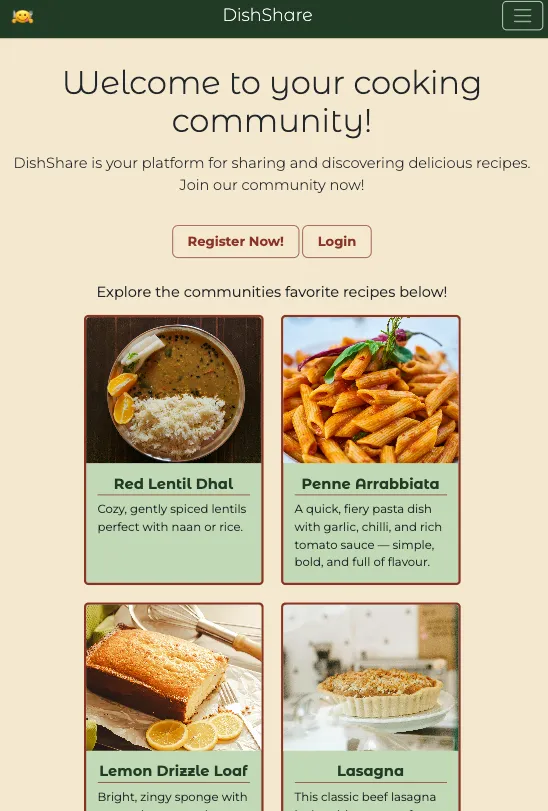 DishShare
Welcome to your cooking
community!
DishShare is your platform for sharing and discovering delicious recipes.
Join our community now!
Register Now! Login
Explore the communities favorite recipes below!
Red Lentil Dhal
Cozy, gently spiced lentils
perfect with naan or rice.
Penne Arrabbiata
A quick, fiery pasta dish
with garlic, chilli, and rich
tomato sauce — simple,
bold, and full of flavour.
Lemon Drizzle Loaf
Bright, zingy sponge with
Lasagna
This classic beef lasagna